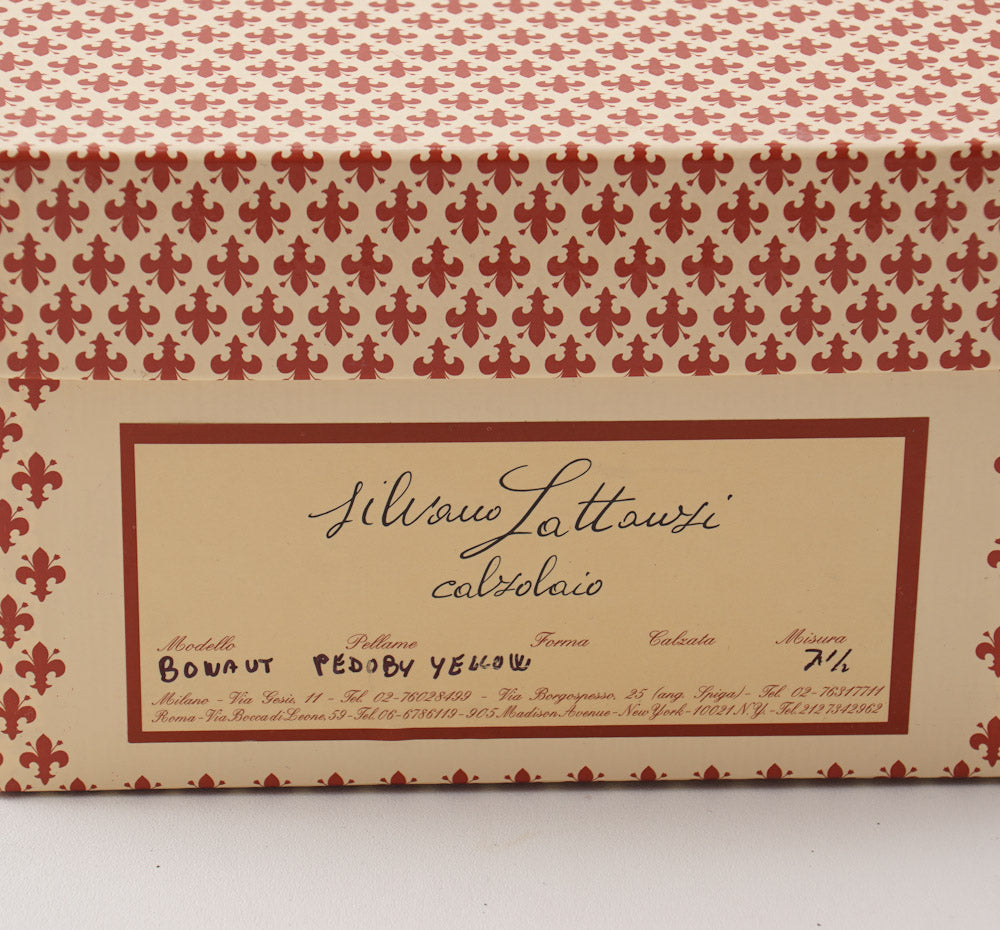 silvano Lattanzi
calzolaio
Modello Pellame Forma Calzata Misura
BONAUT PEDOBY YELLOW 7 1/2
Milano - Via Gesù, 11 - Tel. 02-76028499 - Via Borgospesso, 25 (ang. Spiga) - Tel. 02-76317711
Roma - Via Bocca di Leone, 59 - Tel. 06-6786119 - 905 Madison Avenue - New York - 10021 N.Y. - Tel. 212 7342962